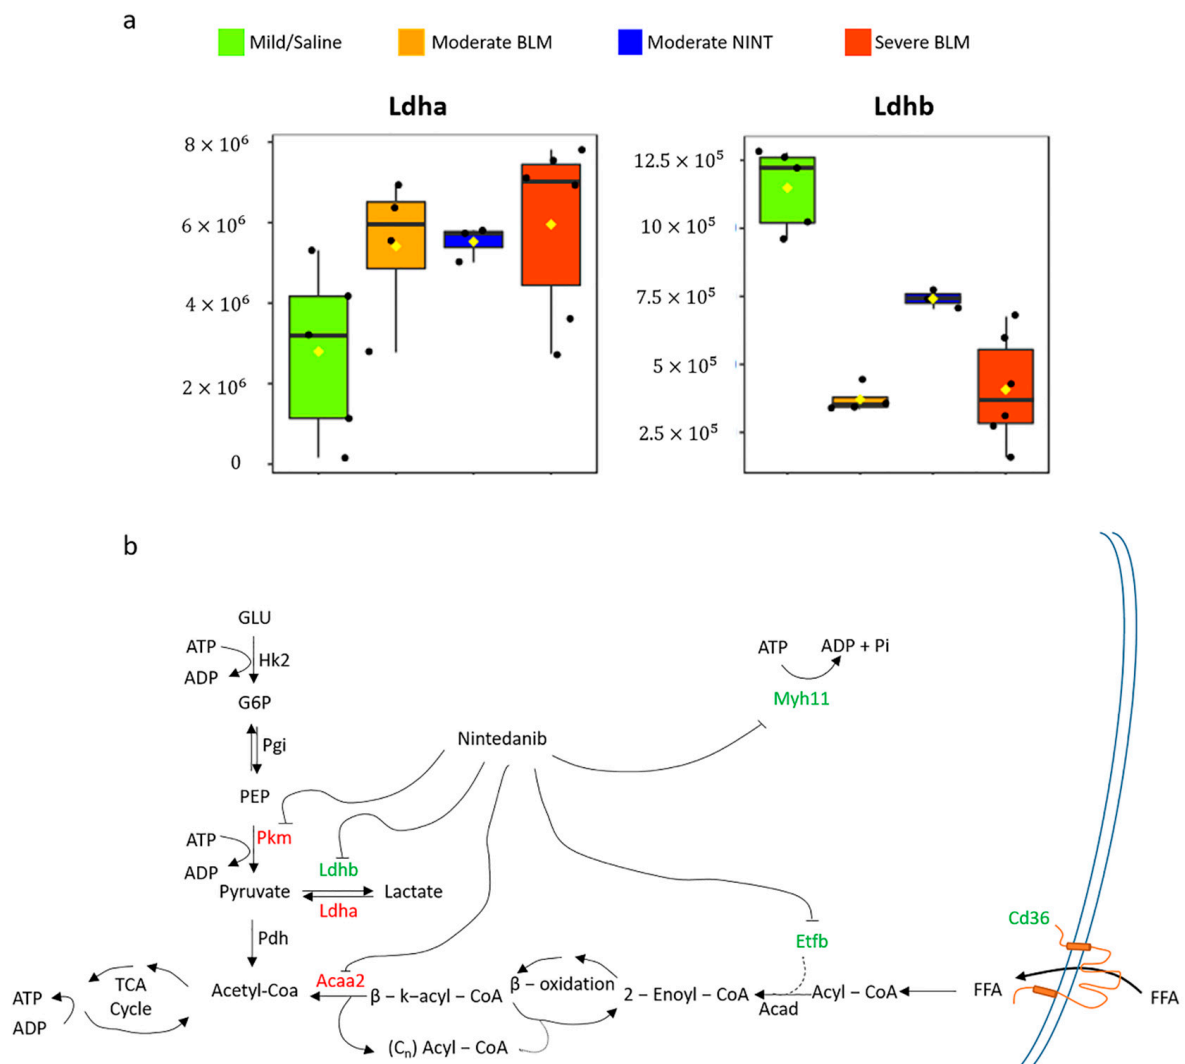 a
Mild/Saline Moderate BLM Moderate NINT Severe BLM
Ldha Ldhb
8 × 10⁶
6 × 10⁶
4 × 10⁶
2 × 10⁶
0
12.5 × 10⁵
10 × 10⁵
7.5 × 10⁵
5 × 10⁵
2.5 × 10⁵
b
GLU
ATP
Hk2
ADP
G6P
Pgi
PEP
ATP
Pkm
ADP
Ldhb
Pyruvate Lactate
Ldha
Pdh
Nintedanib
ATP ADP + Pi
Myh11
Etfb
Cd36
Acaa2
TCA
Cycle
ATP
ADP
Acetyl-Coa
β – k–acyl – CoA
β – oxidation
2 – Enoyl – CoA
Acad
Acyl – CoA
FFA
FFA
(Cₙ) Acyl – CoA